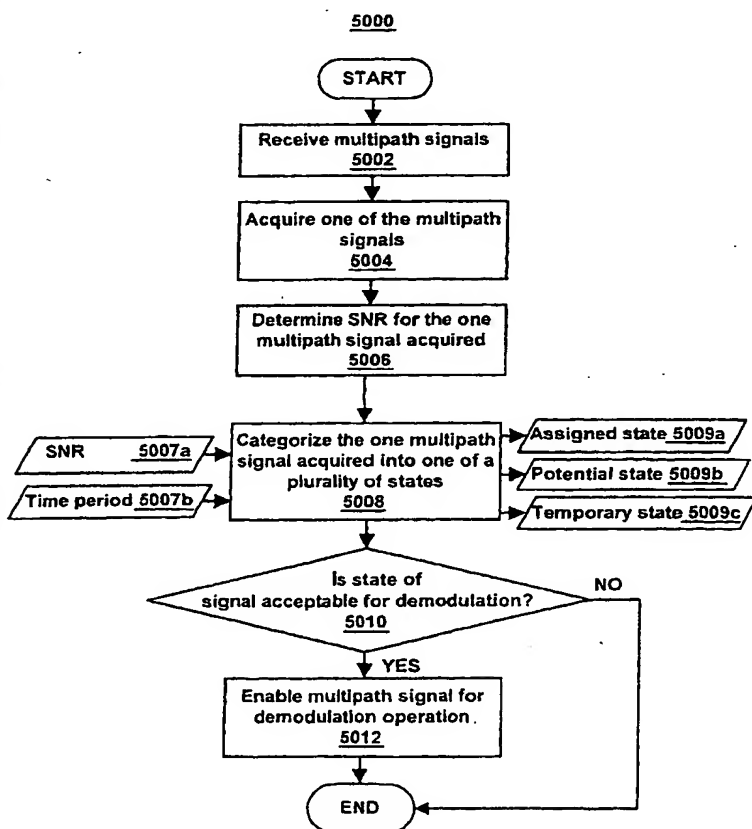 5000
START
Receive multipath signals
5002
Acquire one of the multipath
signals
5004
Determine SNR for the one
multipath signal acquired
5006
SNR 5007a
Time period 5007b
Categorize the one multipath
signal acquired into one of a
plurality of states
5008
Assigned state 5009a
Potential state 5009b
Temporary state 5009c
Is state of
signal acceptable for demodulation?
5010
NO
YES
Enable multipath signal for
demodulation operation.
5012
END